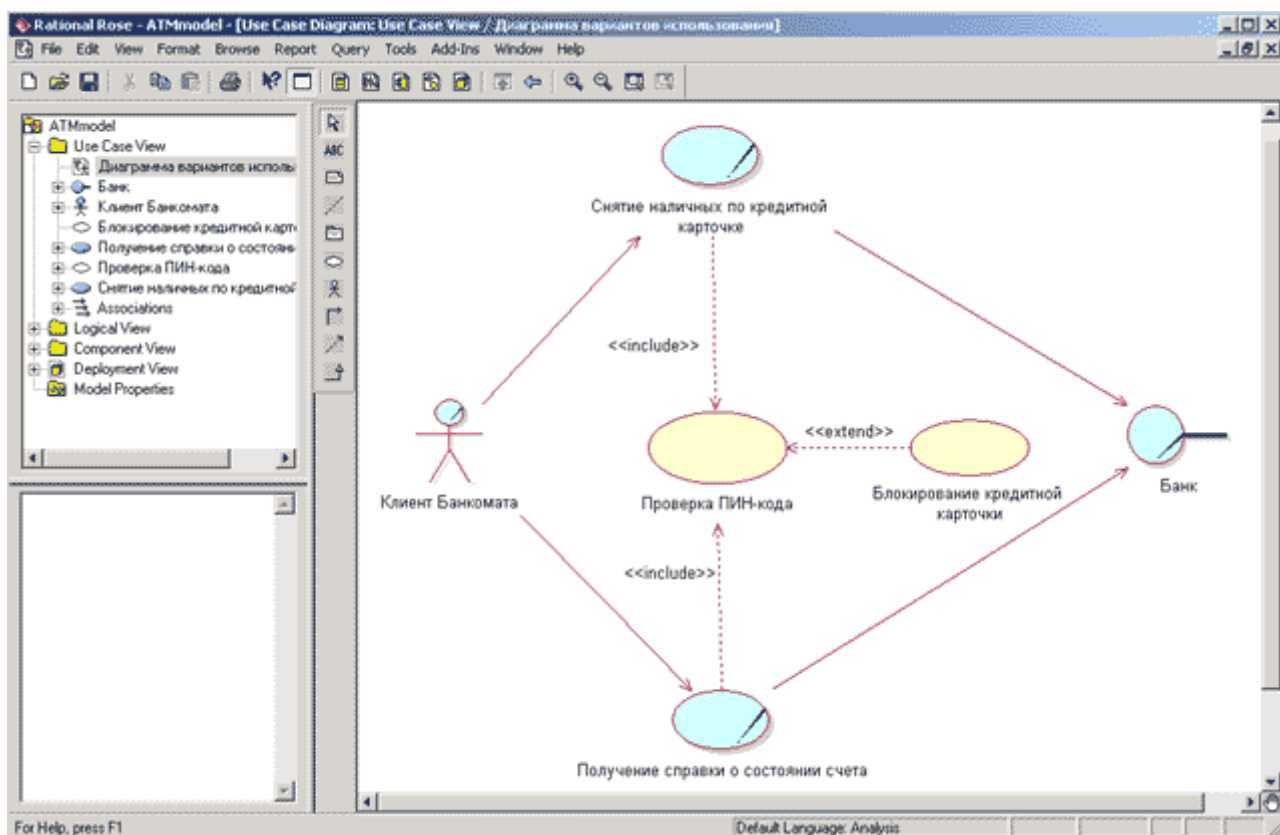 Rational Rose - ATMmodel - [Use Case Diagram: Use Case View / Диаграмма вариантов использования]
File Edit View Format Browse Report Query Tools Add-Ins Window Help
ABC
ATMmodel
Use Case View
Диаграмма вариантов исполь
Банк
Клиент Банкомата
Блокирование кредитной карт
Получение справки о состояни
Проверка ПИН-кода
Снятие наличных по кредитной
Associations
Logical View
Component View
Deployment View
Model Properties
Снятие наличных по кредитной
карточке
<<include>>
<<extend>>
Клиент Банкомата
Проверка ПИН-кода
Блокирование кредитной
карточки
Банк
<<include>>
Получение справки о состоянии счета
For Help, press F1
Default Language: Analysis